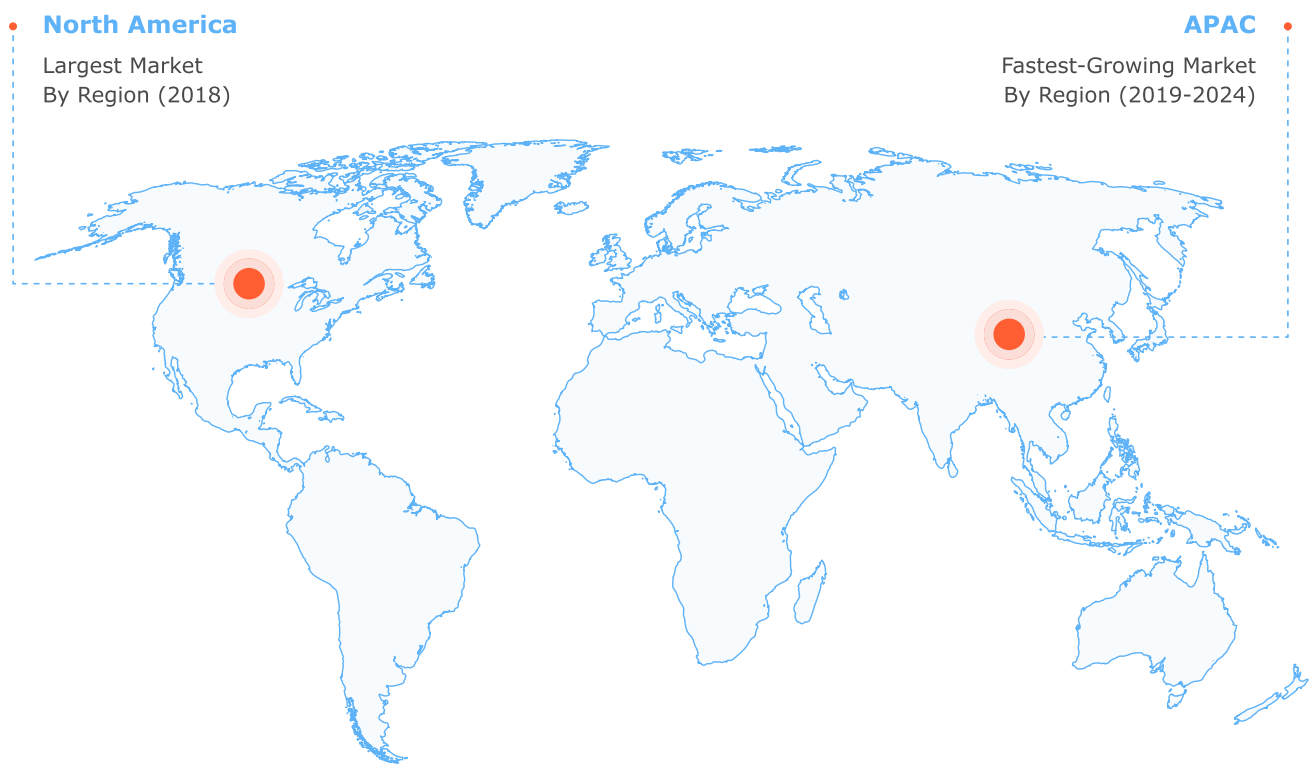 North America
Largest Market
By Region (2018)
APAC
Fastest-Growing Market
By Region (2019-2024)